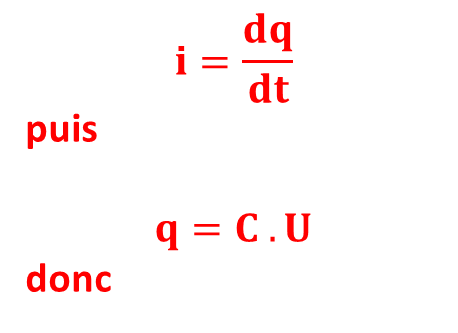 i = dq/dt
puis
q = C . U
donc